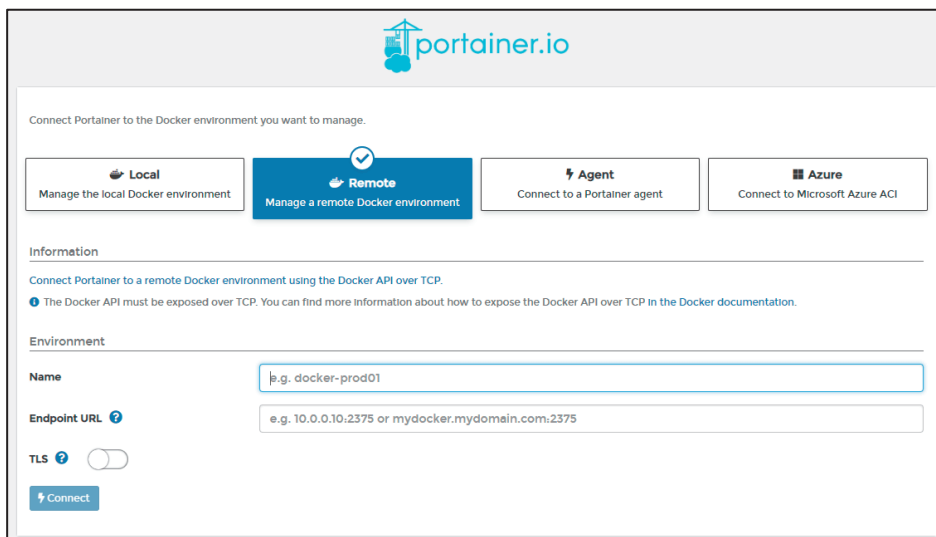 portainer.io
Connect Portainer to the Docker environment you want to manage.
Local
Manage the local Docker environment
Remote
Manage a remote Docker environment
Agent
Connect to a Portainer agent
Azure
Connect to Microsoft Azure ACI
Information
Connect Portainer to a remote Docker environment using the Docker API over TCP.
The Docker API must be exposed over TCP. You can find more information about how to expose the Docker API over TCP in the Docker documentation.
Environment
Name
e.g. docker-prod01
Endpoint URL
e.g. 10.0.0.10:2375 or mydocker.mydomain.com:2375
TLS
Connect